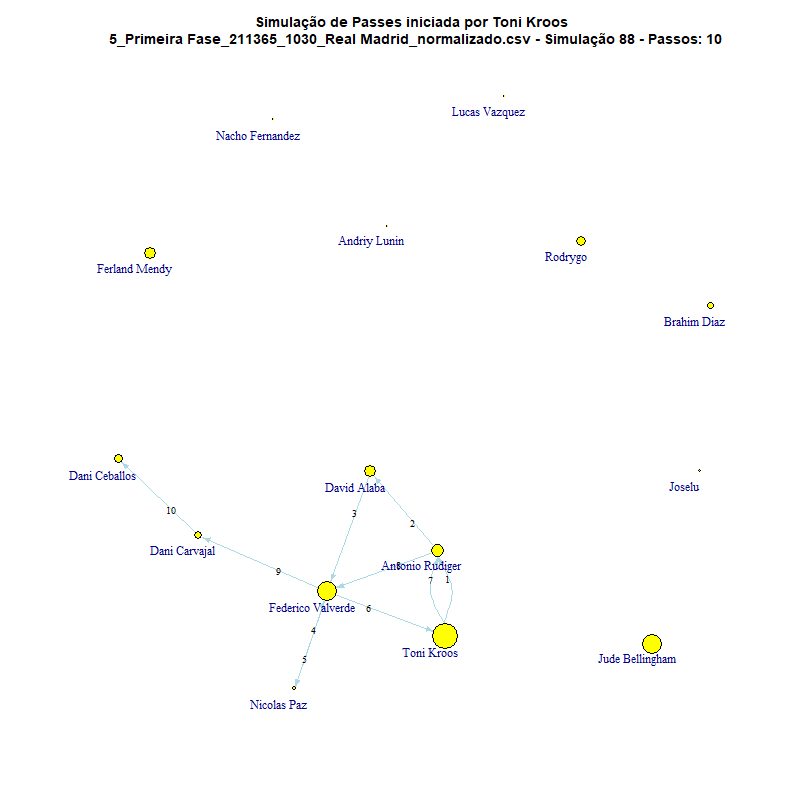 Simulação de Passes iniciada por Toni Kroos
5_Primeira Fase_211365_1030_Real Madrid_normalizado.csv - Simulação 88 - Passos: 10
Lucas Vazquez
Nacho Fernandez
Andriy Lunin
Rodrygo
Ferland Mendy
Brahim Diaz
Dani Ceballos
David Alaba
Joselu
10
3
2
Dani Carvajal
Antonio Rudiger
8
9
7
1
Federico Valverde
6
4
Toni Kroos
Jude Bellingham
5
Nicolas Paz